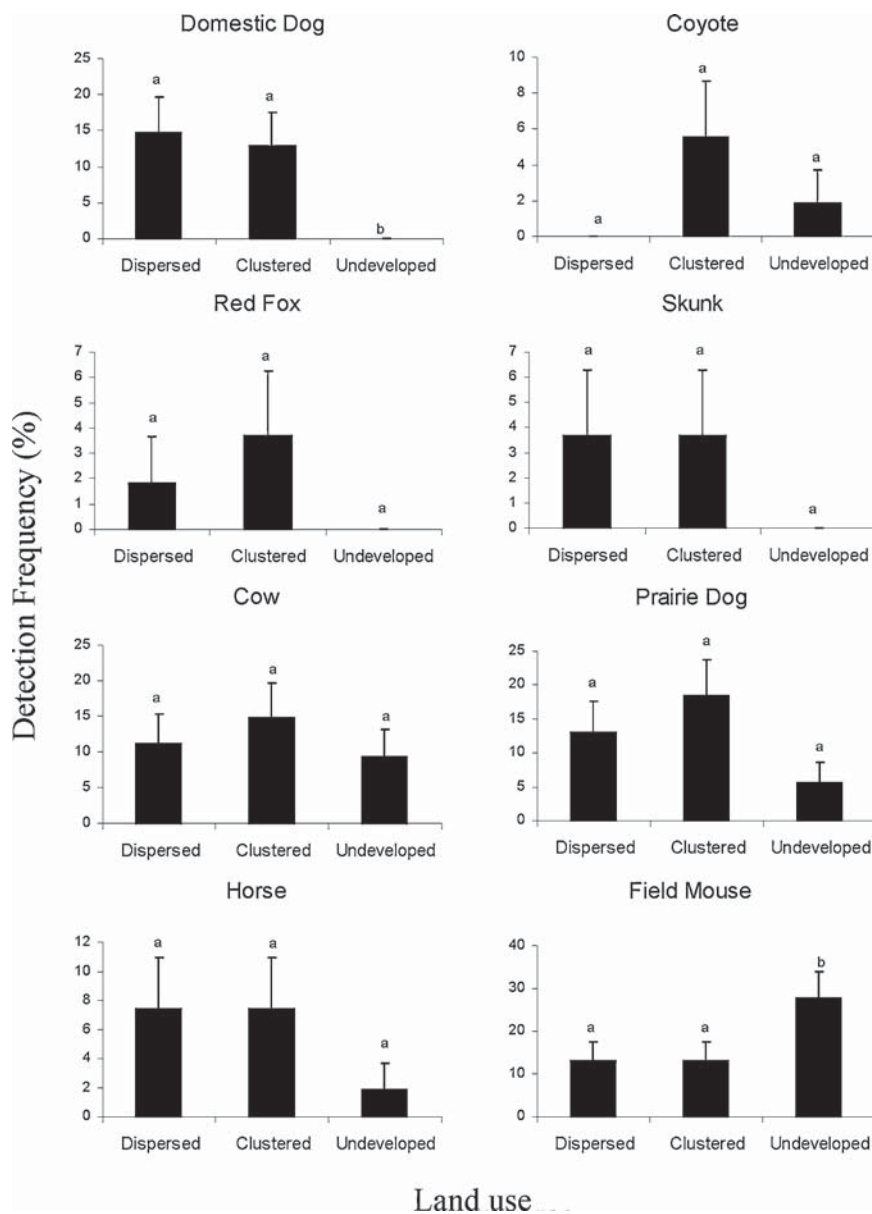 Domestic Dog
25
20
15
10
5
0
a
a
b
Dispersed Clustered Undeveloped
Coyote
10
8
6
4
2
0
a
a
a
Dispersed Clustered Undeveloped
Red Fox
7
6
5
4
3
2
1
0
a
a
a
Dispersed Clustered Undeveloped
Skunk
7
6
5
4
3
2
1
0
a
a
a
Dispersed Clustered Undeveloped
Detection Frequency (%)
Cow
25
20
15
10
5
0
a
a
a
Dispersed Clustered Undeveloped
Prairie Dog
25
20
15
10
5
0
a
a
a
Dispersed Clustered Undeveloped
Horse
12
10
8
6
4
2
0
a
a
a
Dispersed Clustered Undeveloped
Field Mouse
40
30
20
10
0
a
a
b
Dispersed Clustered Undeveloped
Land use